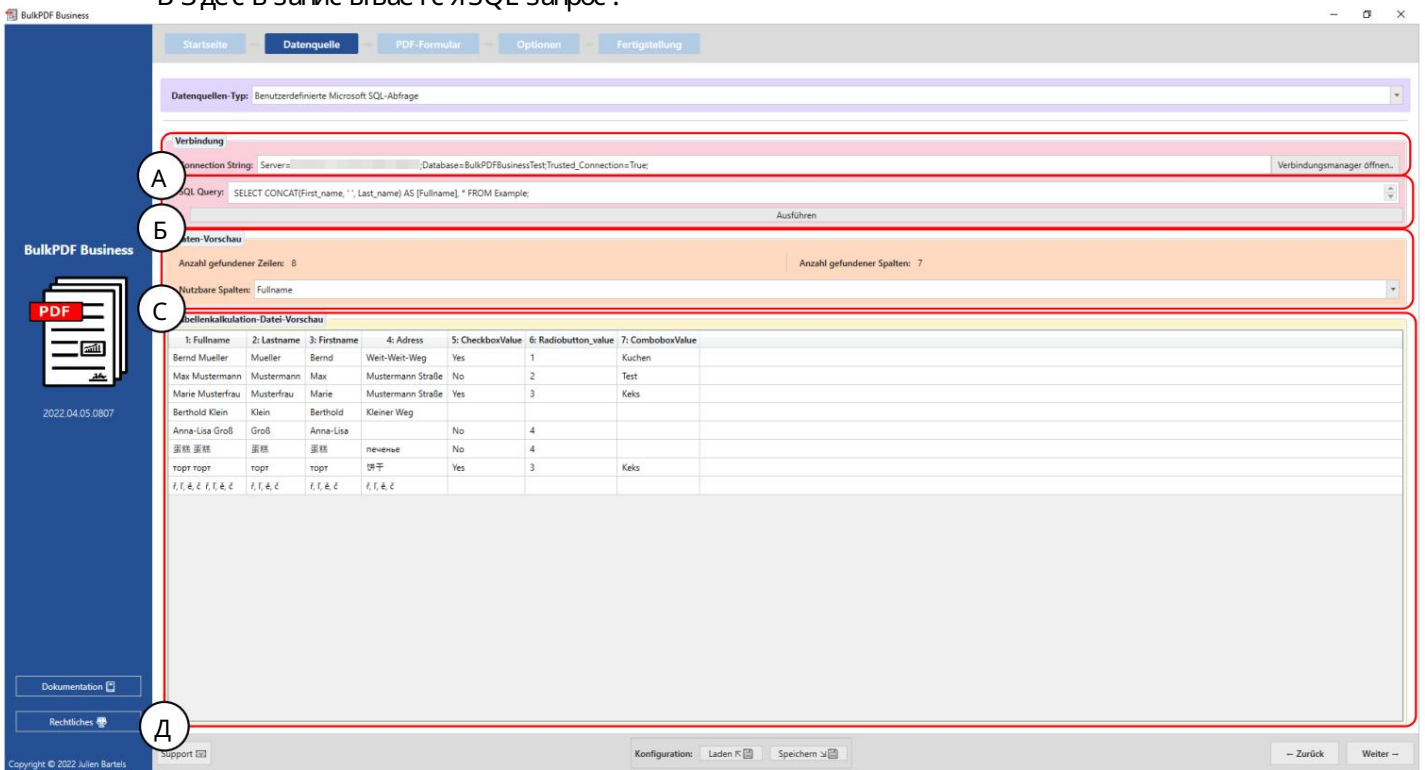 В Здесь записывается SQL-запрос.
BulkPDF Business
Startseite Datenquelle PDF-Formular Optionen Fertigstellung
Datenquellen-Typ: Benutzerdefinierte Microsoft SQL-Abfrage
Verbindung
Connection String: Server= ;Database=BulkPDFBusinessTest;Trusted_Connection=True; Verbindungsmanager öffnen..
А
SQL Query: SELECT CONCAT(First_name, ' ', Last_name) AS [Fullname], * FROM Example;
Ausführen
Б
Daten-Vorschau
Anzahl gefundener Zeilen: 8 Anzahl gefundener Spalten: 7
Nutzbare Spalten: Fullname
С
Tabellenkalkulation-Datei-Vorschau
1: Fullname 2: Lastname 3: Firstname 4: Adress 5: CheckboxValue 6: Radiobutton_value 7: ComboboxValue
Bernd Mueller Mueller Bernd Weit-Weit-Weg Yes 1 Kuchen
Max Mustermann Mustermann Max Mustermann Straße No 2 Test
Marie Musterfrau Musterfrau Marie Mustermann Straße Yes 3 Keks
Berthold Klein Klein Berthold Kleiner Weg
Anna-Lisa Groß Groß Anna-Lisa No 4
蛋糕 蛋糕 蛋糕 蛋糕 печенье No 4
торт торт торт торт 饼干 Yes 3 Keks
BulkPDF Business
PDF
2022.04.05.0807
Dokumentation
Rechtliches
Copyright © 2022 Julien Bartels
Д
Support
Konfiguration: Laden Speichern
← Zurück Weiter →